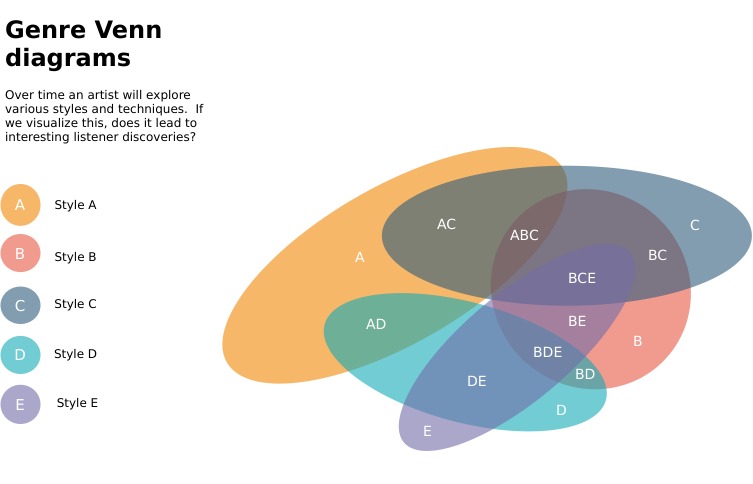 Genre Venn
diagrams
Over time an artist will explore
various styles and techniques.  If
we visualize this, does it lead to
interesting listener discoveries?
A Style A
B Style B
C Style C
D Style D
E Style E
AC
C
ABC
BC
A
BCE
BE
AD
B
BDE
BD
DE
D
E